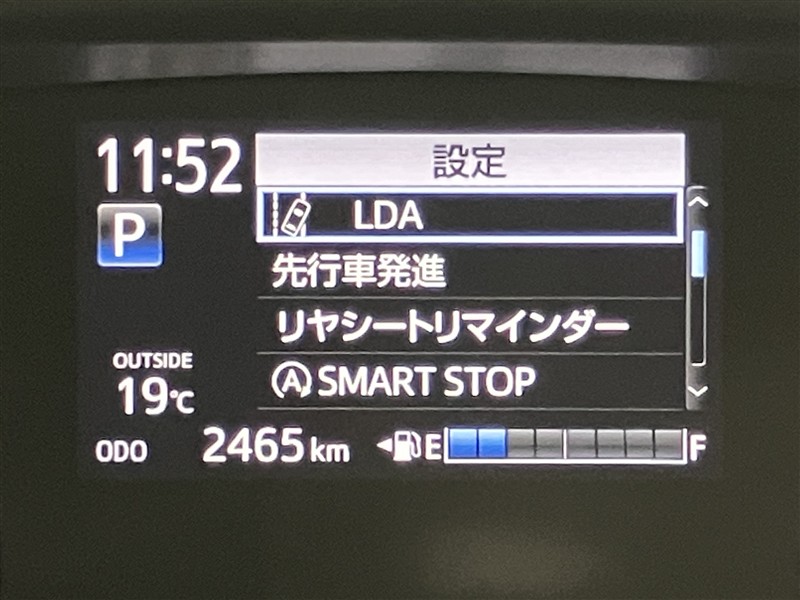 11:52
設定
P
LDA
先行車発進
リヤシートリマインダー
OUTSIDE
19℃
A SMART STOP
ODO 2465 km E F